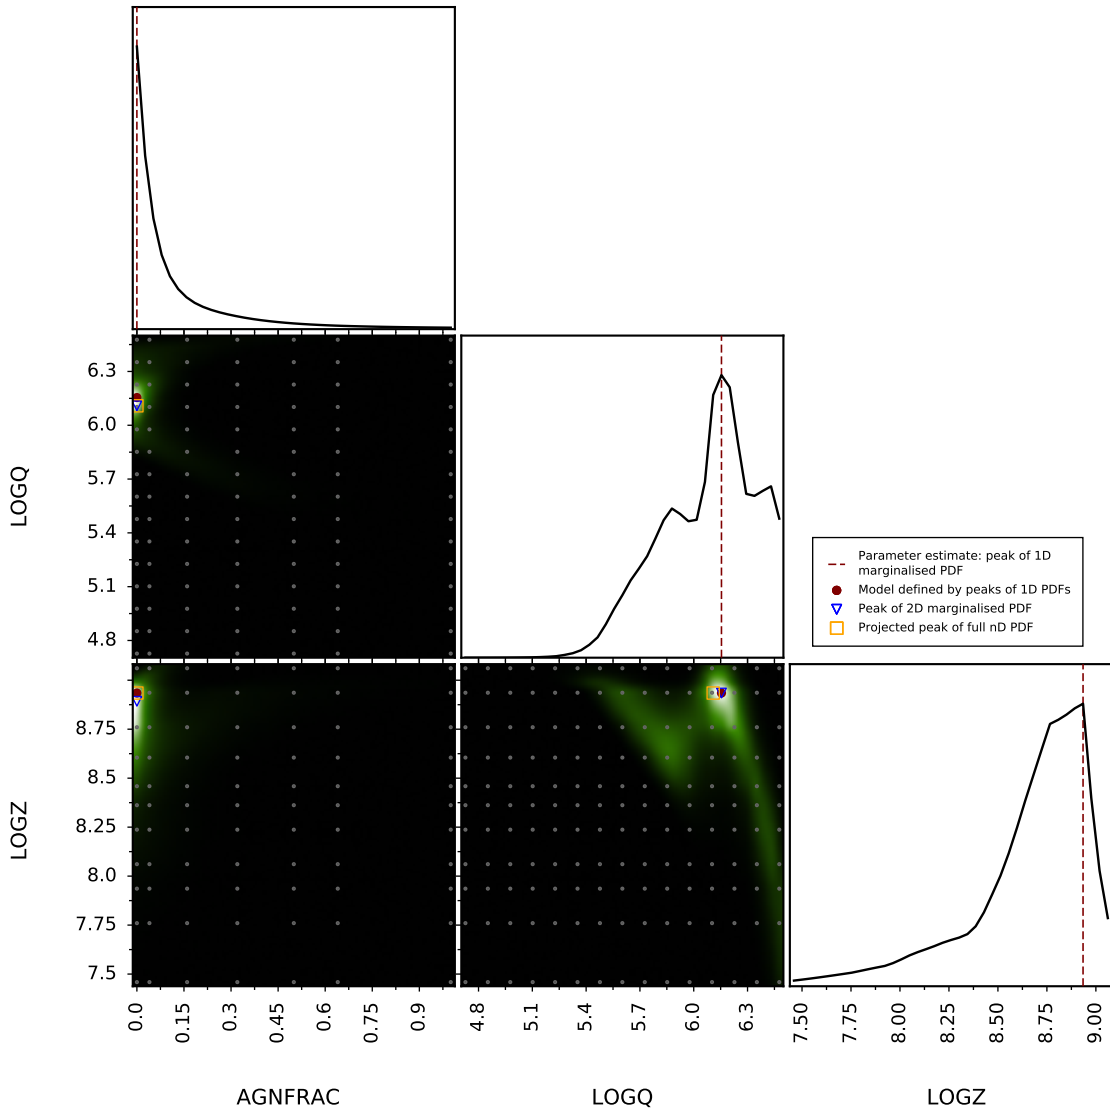 6.3
6.0
5.7
5.4
5.1
4.8
LOGQ
Parameter estimate: peak of 1D
marginalised PDF
Model defined by peaks of 1D PDFs
Peak of 2D marginalised PDF
Projected peak of full nD PDF
8.75
8.5
8.25
8.0
7.75
7.5
LOGZ
0.0 0.15 0.3 0.45 0.6 0.75 0.9
4.8 5.1 5.4 5.7 6.0 6.3
7.50 7.75 8.00 8.25 8.50 8.75 9.00
AGNFRAC LOGQ LOGZ